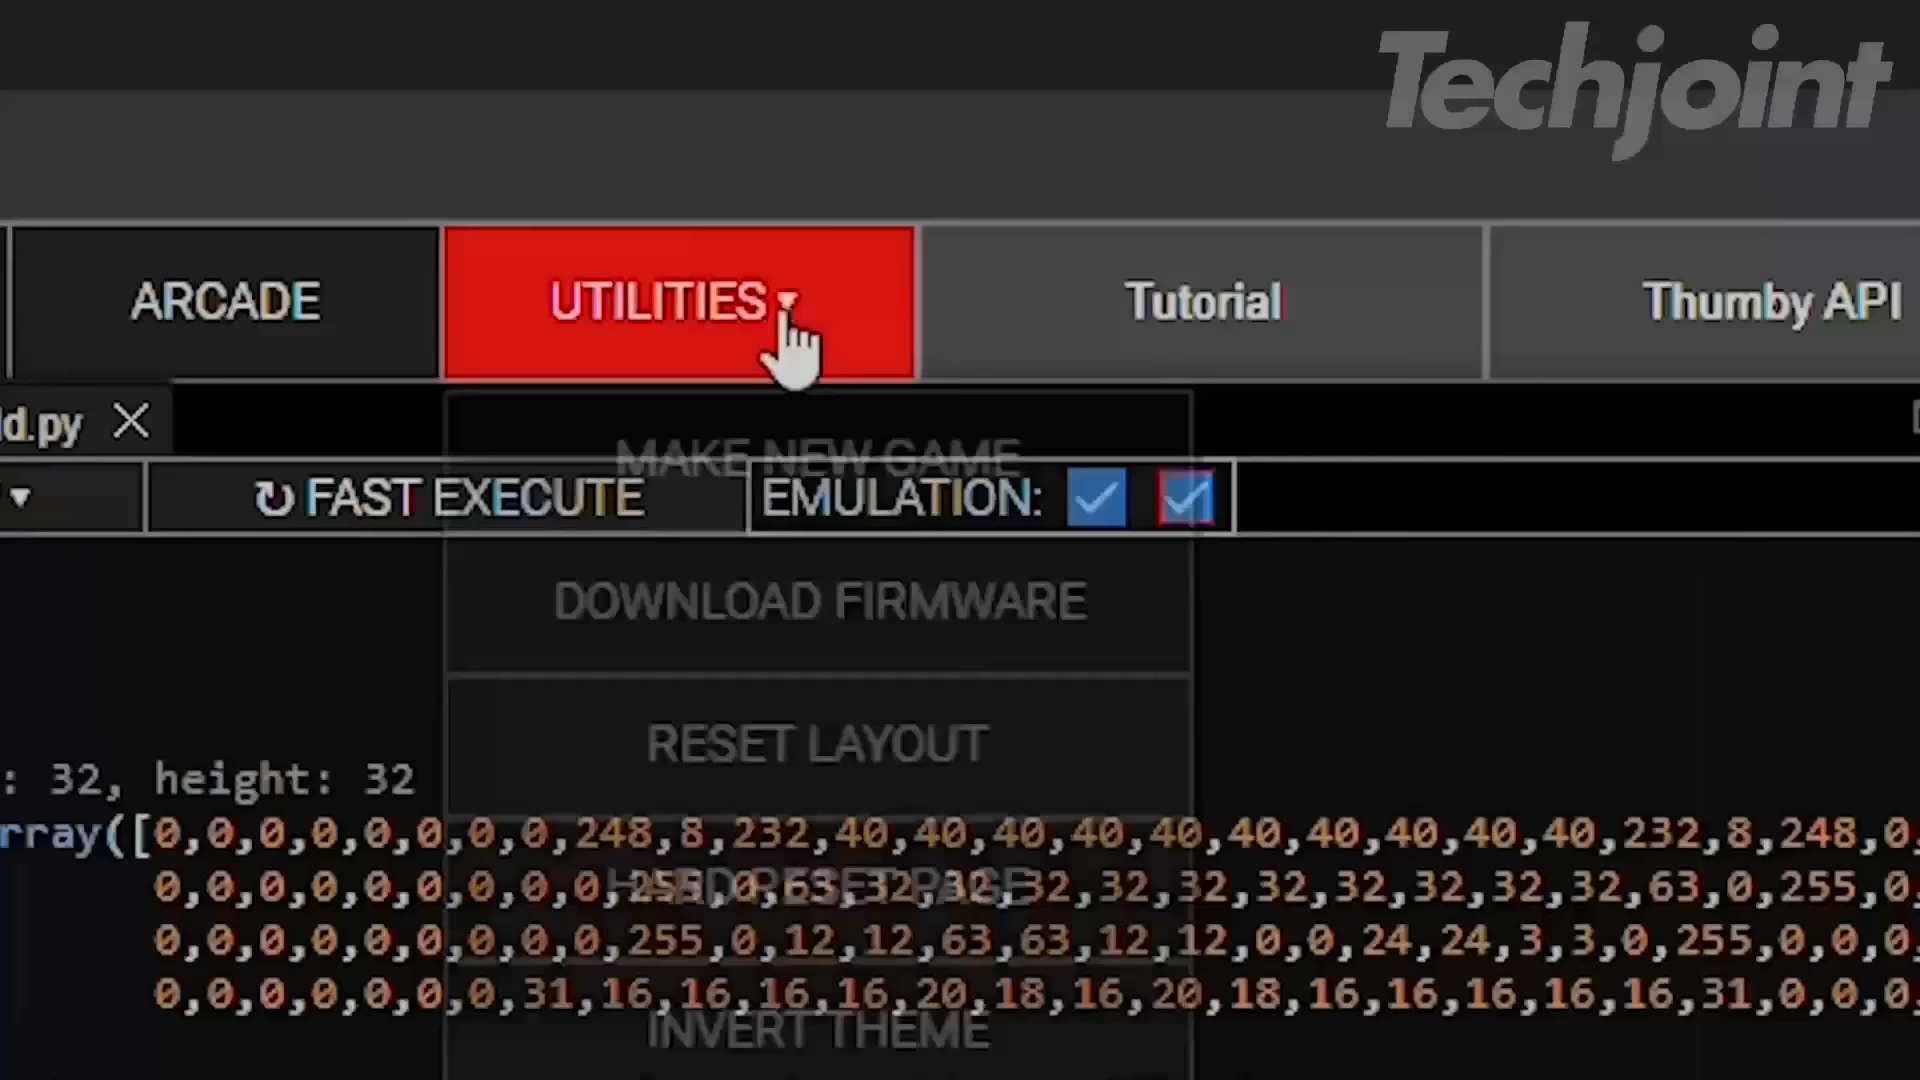 Techjoint
ARCADE
UTILITIES ▾
Tutorial
Thumby API
ld.py ×
MAKE NEW GAME
▾
↻ FAST EXECUTE
EMULATION:
DOWNLOAD FIRMWARE
RESET LAYOUT
: 32, height: 32
rray([0,0,0,0,0,0,0,0,248,8,232,40,40,40,40,40,40,40,40,40,40,232,8,248,0,
HARD RESET PAGE
0,0,0,0,0,0,0,0,0,255,0,63,32,32,32,32,32,32,32,32,32,32,63,0,255,0,
0,0,0,0,0,0,0,0,0,255,0,12,12,63,63,12,12,0,0,24,24,3,3,0,255,0,0,0,
0,0,0,0,0,0,0,31,16,16,16,16,20,18,16,20,18,16,16,16,16,16,31,0,0,0,
INVERT THEME